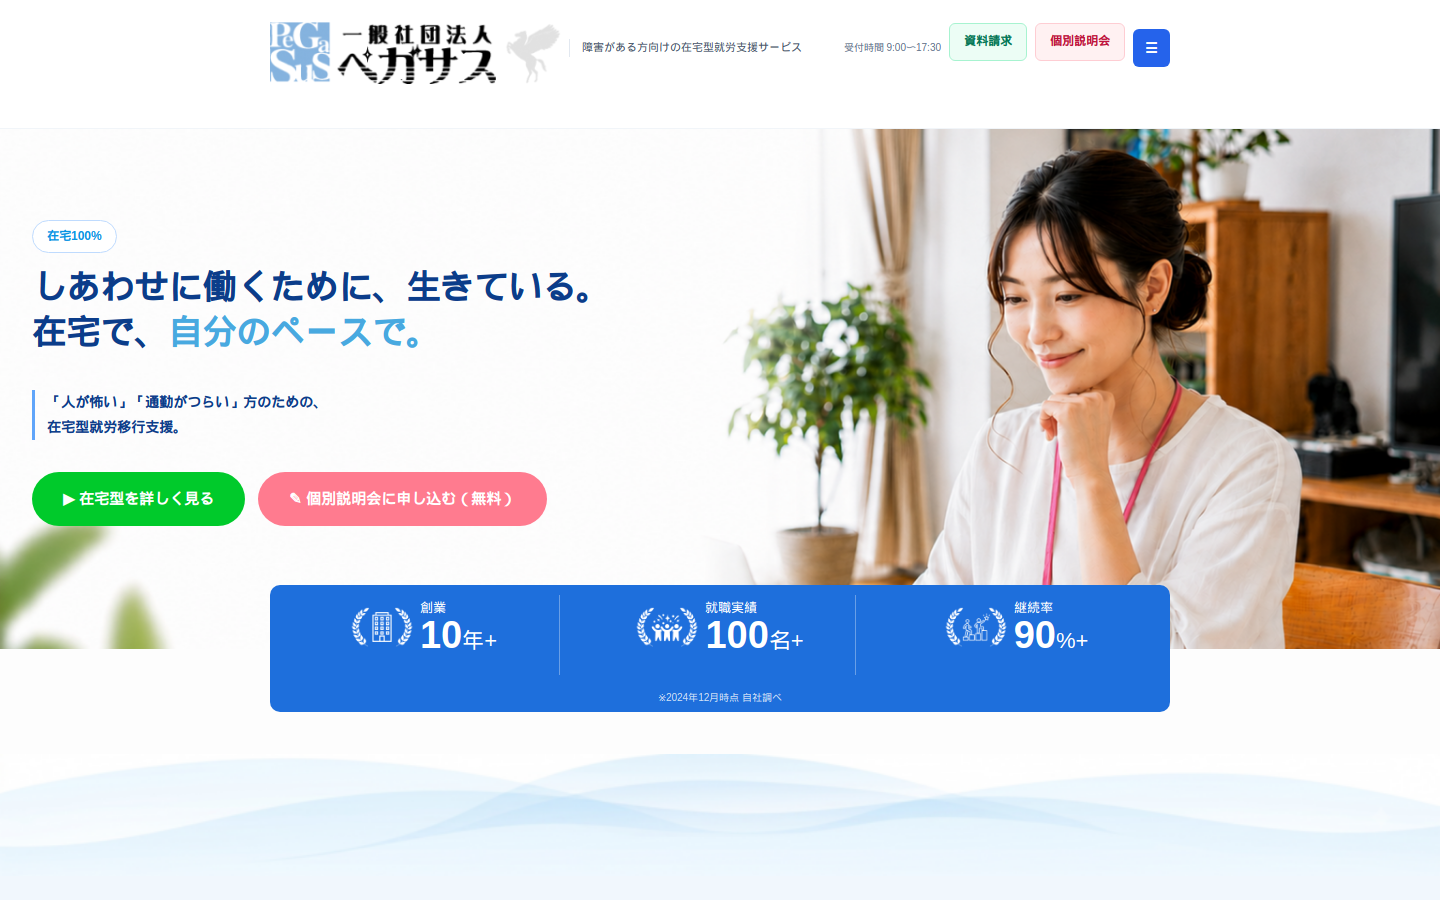 PeGaSuS
一般社団法人
ペガサス
障害がある方向けの在宅型就労支援サービス
受付時間 9:00〜17:30
資料請求
個別説明会
☰
在宅100%
しあわせに働くために、生きている。
在宅で、自分のペースで。
「人が怖い」「通勤がつらい」方のための、
在宅型就労移行支援。
▶ 在宅型を詳しく見る
✎ 個別説明会に申し込む（無料）
創業
10年+
就職実績
100名+
継続率
90%+
※2024年12月時点 自社調べ